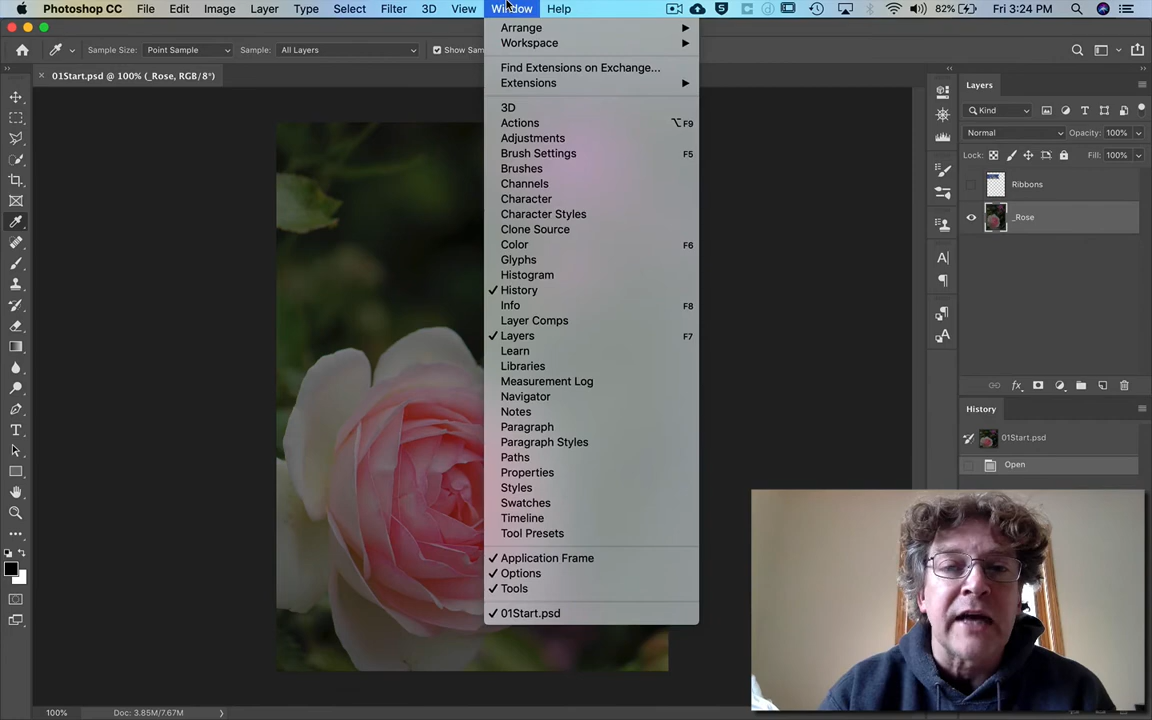 Photoshop CC File Edit Image Layer Type Select Filter 3D View Window Help 82% Fri 3:24 PM
Sample Size: Point Sample Sample: All Layers Show Sam
× 01Start.psd @ 100% (_Rose, RGB/8*)
Arrange
Workspace
Find Extensions on Exchange...
Extensions
3D
Actions ⌥F9
Adjustments
Brush Settings F5
Brushes
Channels
Character
Character Styles
Clone Source
Color F6
Glyphs
Histogram
✓ History
Info F8
Layer Comps
✓ Layers F7
Learn
Libraries
Measurement Log
Navigator
Notes
Paragraph
Paragraph Styles
Paths
Properties
Styles
Swatches
Timeline
Tool Presets
✓ Application Frame
✓ Options
✓ Tools
✓ 01Start.psd
Layers
Kind
Normal Opacity: 100%
Lock: Fill: 100%
Ribbons
_Rose
fx
History
01Start.psd
Open
100% Doc: 3.85M/7.67M